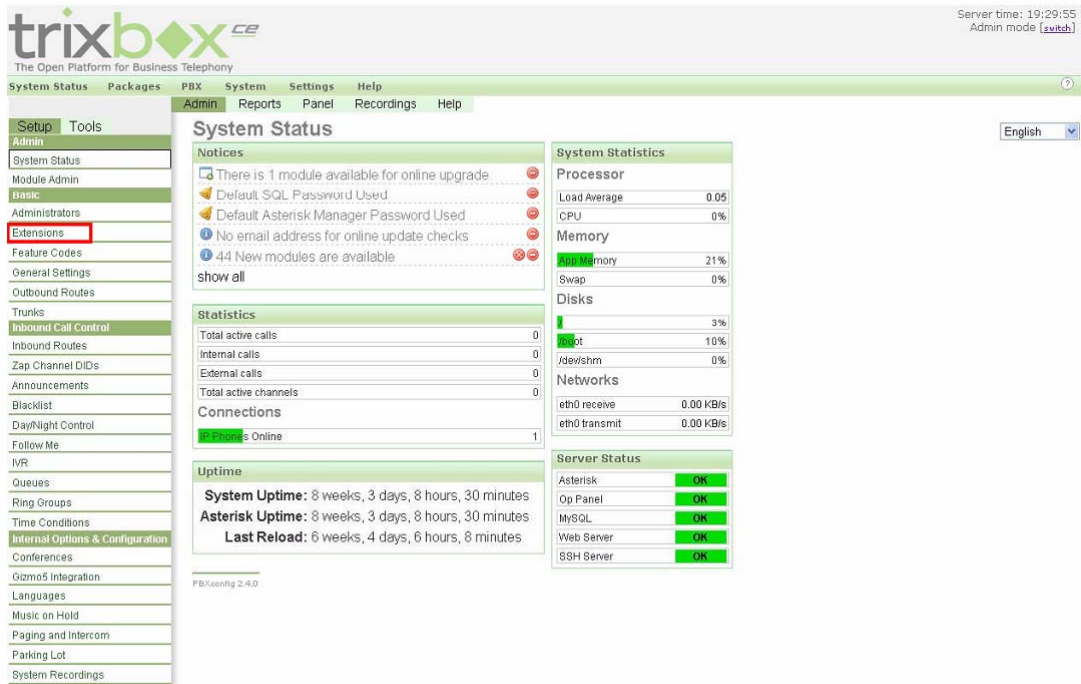 trixbox CE
The Open Platform for Business Telephony
Server time: 19:29:55
Admin mode [switch]
System Status Packages PBX System Settings Help
Admin Reports Panel Recordings Help
Setup Tools
Admin
System Status
Module Admin
Basic
Administrators
Extensions
Feature Codes
General Settings
Outbound Routes
Trunks
Inbound Call Control
Inbound Routes
Zap Channel DIDs
Announcements
Blacklist
Day/Night Control
Follow Me
IVR
Queues
Ring Groups
Time Conditions
Internal Options & Configuration
Conferences
Gizmo5 Integration
Languages
Music on Hold
Paging and Intercom
Parking Lot
System Recordings
System Status
English
Notices
There is 1 module available for online upgrade
Default SQL Password Used
Default Asterisk Manager Password Used
No email address for online update checks
44 New modules are available
show all
Statistics
Total active calls 0
Internal calls 0
External calls 0
Total active channels 0
Connections
IP Phones Online 1
Uptime
System Uptime: 8 weeks, 3 days, 8 hours, 30 minutes
Asterisk Uptime: 8 weeks, 3 days, 8 hours, 30 minutes
Last Reload: 6 weeks, 4 days, 6 hours, 8 minutes
PBXconfig 2.4.0
System Statistics
Processor
Load Average 0.05
CPU 0%
Memory
App Memory 21%
Swap 0%
Disks
/ 3%
/boot 10%
/dev/shm 0%
Networks
eth0 receive 0.00 KB/s
eth0 transmit 0.00 KB/s
Server Status
Asterisk OK
Op Panel OK
MySQL OK
Web Server OK
SSH Server OK